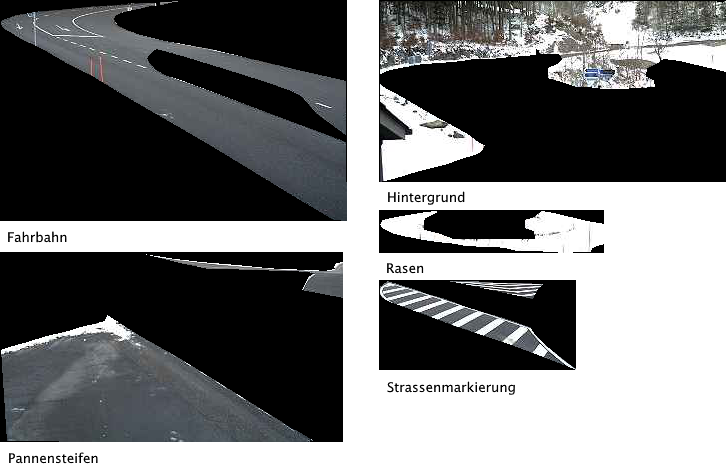 Fahrbahn
Hintergrund
Rasen
Pannensteifen
Strassenmarkierung